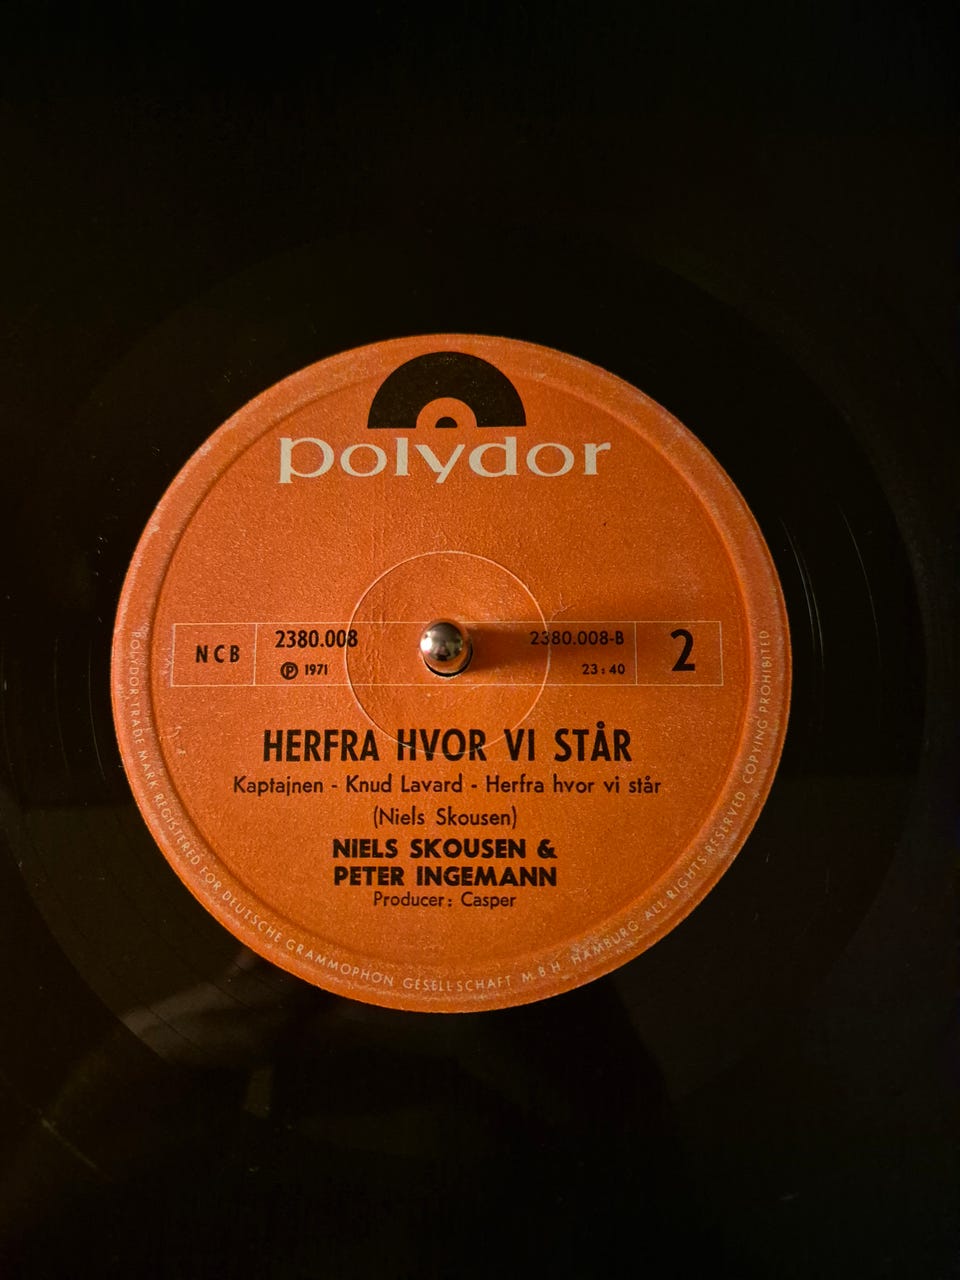 polydor
NCB
2380.008
℗ 1971
2380.008-B
23:40
2
HERFRA HVOR VI STÅR
Kaptajnen - Knud Lavard - Herfra hvor vi står
(Niels Skousen)
NIELS SKOUSEN &
PETER INGEMANN
Producer: Casper
POLYDOR TRADE MARK REGISTERED FOR DEUTSCHE GRAMMOPHON GESELLSCHAFT M.B.H. HAMBURG ALL RIGHTS RESERVED COPYING PROHIBITED